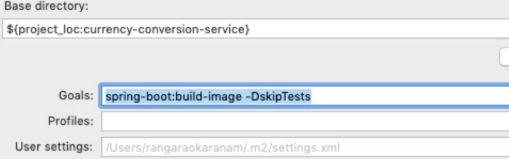 Base directory:
${project_loc:currency-conversion-service}
Goals: spring-boot:build-image -DskipTests
Profiles:
User settings: /Users/rangaraokaranam/.m2/settings.xml